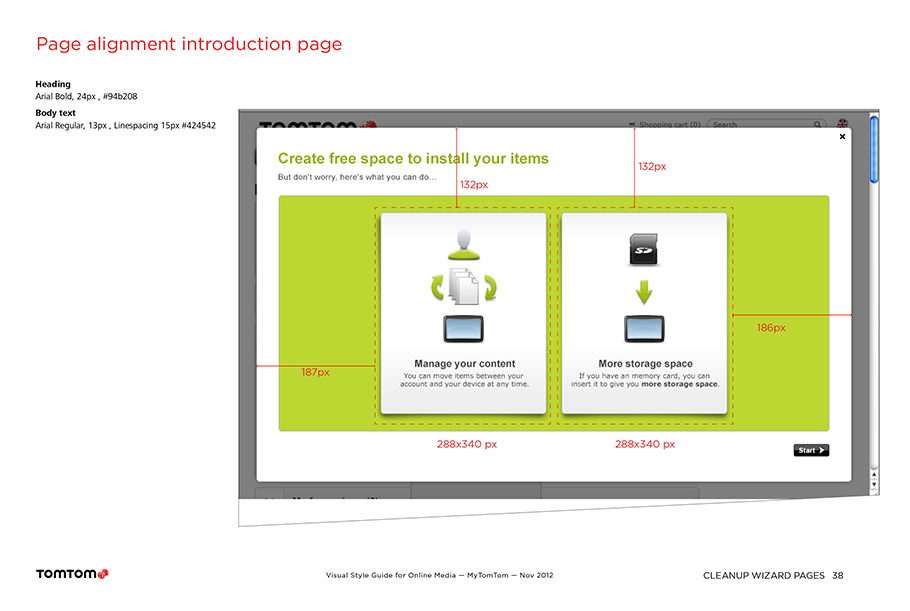 Page alignment introduction page
Heading
Arial Bold, 24px , #94b208
Body text
Arial Regular, 13px , Linespacing 15px #424542
TOMTOM
Shopping cart (0)
Search
Create free space to install your items
But don't worry, here's what you can do...
132px
132px
Manage your content
You can move items between your
account and your device at any time.
More storage space
If you have an memory card, you can
insert it to give you more storage space.
187px
186px
288x340 px
288x340 px
Start
TOMTOM
Visual Style Guide for Online Media — MyTomTom — Nov 2012
CLEANUP WIZARD PAGES 38